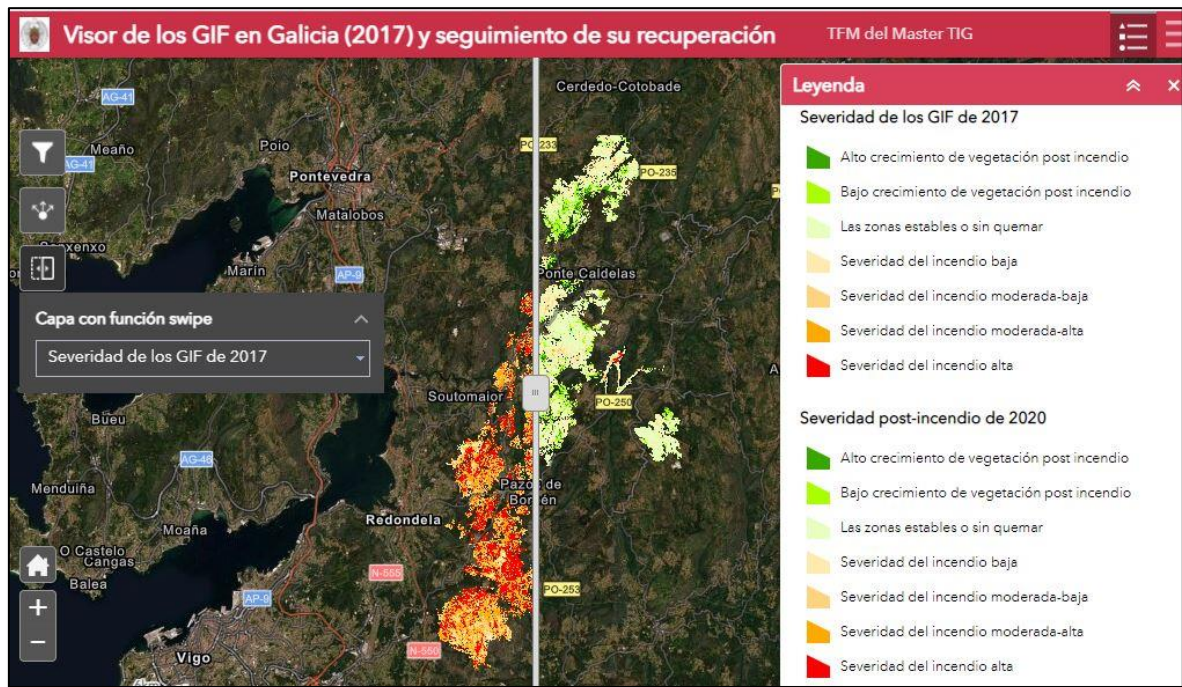 Visor de los GIF en Galicia (2017) y seguimiento de su recuperación
TFM del Master TIG
Leyenda
Severidad de los GIF de 2017
Alto crecimiento de vegetación post incendio
Bajo crecimiento de vegetación post incendio
Las zonas estables o sin quemar
Severidad del incendio baja
Severidad del incendio moderada-baja
Severidad del incendio moderada-alta
Severidad del incendio alta
Severidad post-incendio de 2020
Alto crecimiento de vegetación post incendio
Bajo crecimiento de vegetación post incendio
Las zonas estables o sin quemar
Severidad del incendio baja
Severidad del incendio moderada-baja
Severidad del incendio moderada-alta
Severidad del incendio alta
Capa con función swipe
Severidad de los GIF de 2017
Cerdedo-Cotobade
AG-41
Meaño
AG-41
Poio
PO-233
PO-235
Pontevedra
Matalobos
Marín
AP-9
Ponte Caldelas
Soutomaior
PO-250
Bueu
AG-46
Menduiña
Pazos de
Borbén
Moaña
Redondela
O Castelo
Cangas
Balea
N-555
AP-9
PO-253
+
−
Vigo
N-550